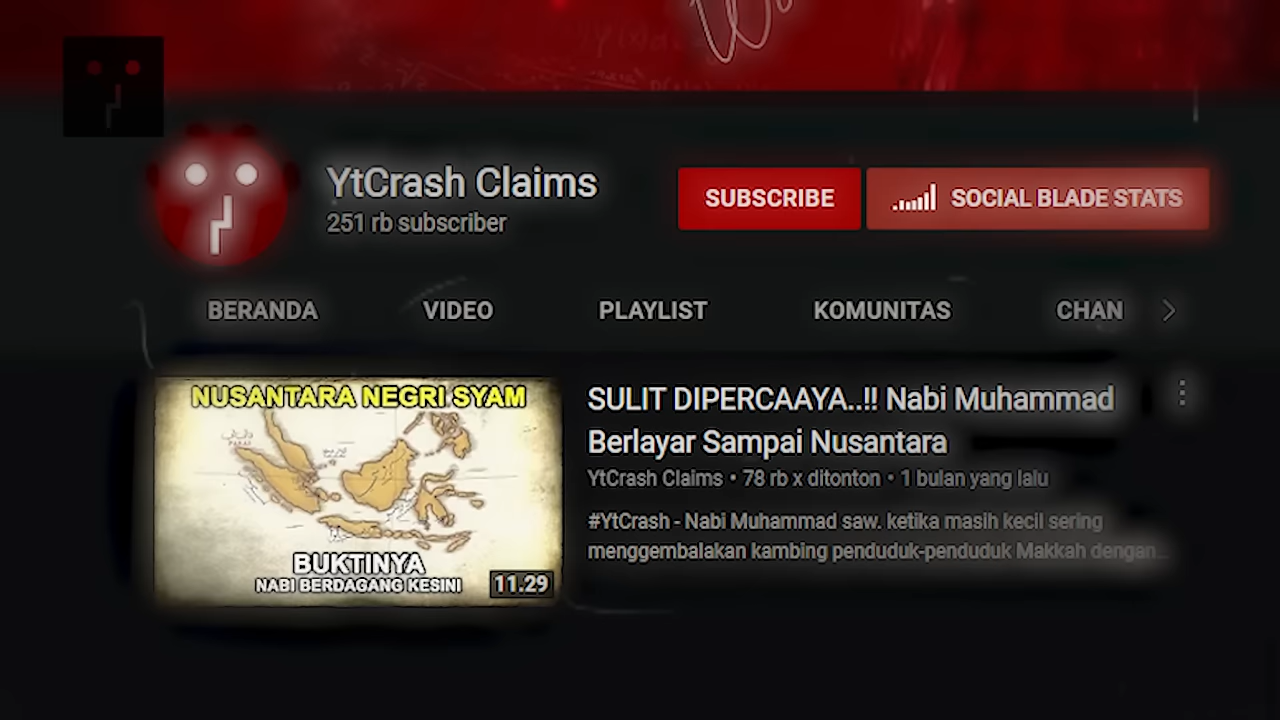 YtCrash Claims
251 rb subscriber
SUBSCRIBE
SOCIAL BLADE STATS
BERANDA
VIDEO
PLAYLIST
KOMUNITAS
CHAN
NUSANTARA NEGRI SYAM
BUKTINYA
NABI BERDAGANG KESINI
11.29
SULIT DIPERCAAYA..!! Nabi Muhammad
Berlayar Sampai Nusantara
YtCrash Claims • 78 rb x ditonton • 1 bulan yang lalu
#YtCrash - Nabi Muhammad saw. ketika masih kecil sering
menggembalakan kambing penduduk-penduduk Makkah dengan...